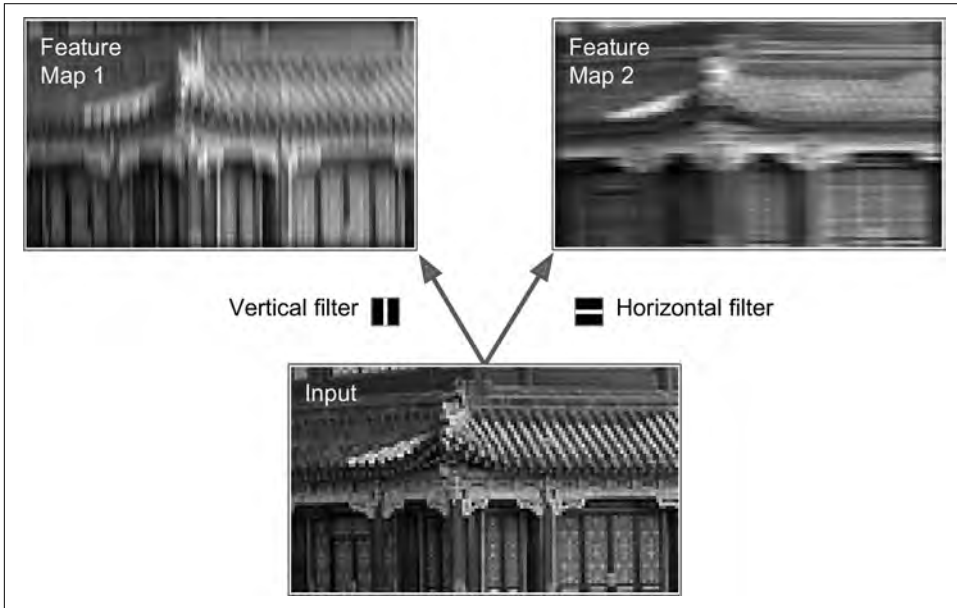 Feature
Map 1
Feature
Map 2
Vertical filter
Horizontal filter
Input